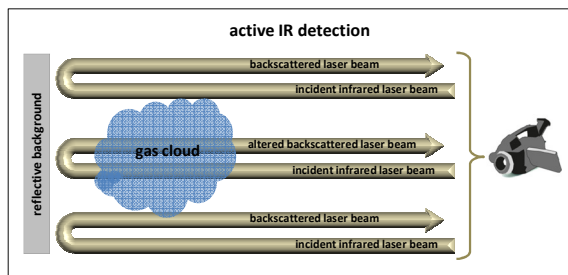 active IR detection
backscattered laser beam
incident infrared laser beam
reflective background
gas cloud
altered backscattered laser beam
incident infrared laser beam
backscattered laser beam
incident infrared laser beam